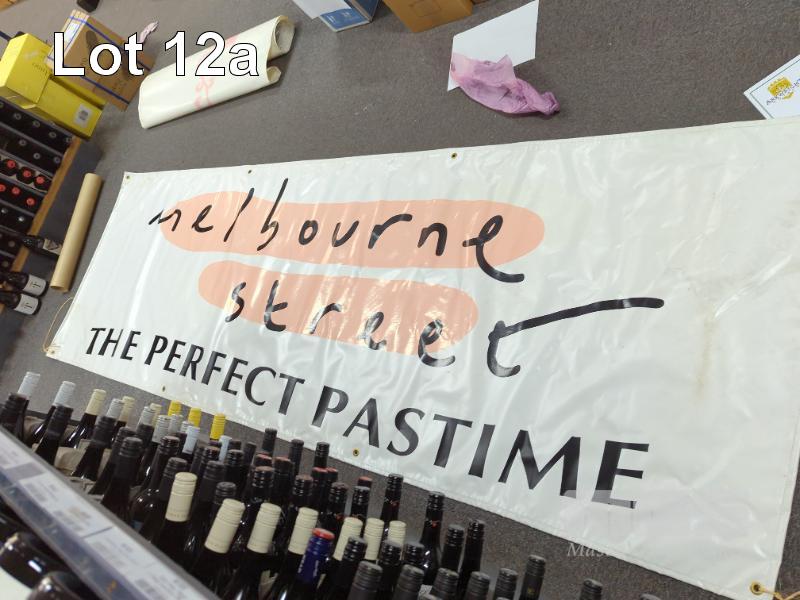 Lot 12a
melbourne
street
THE PERFECT PASTIME